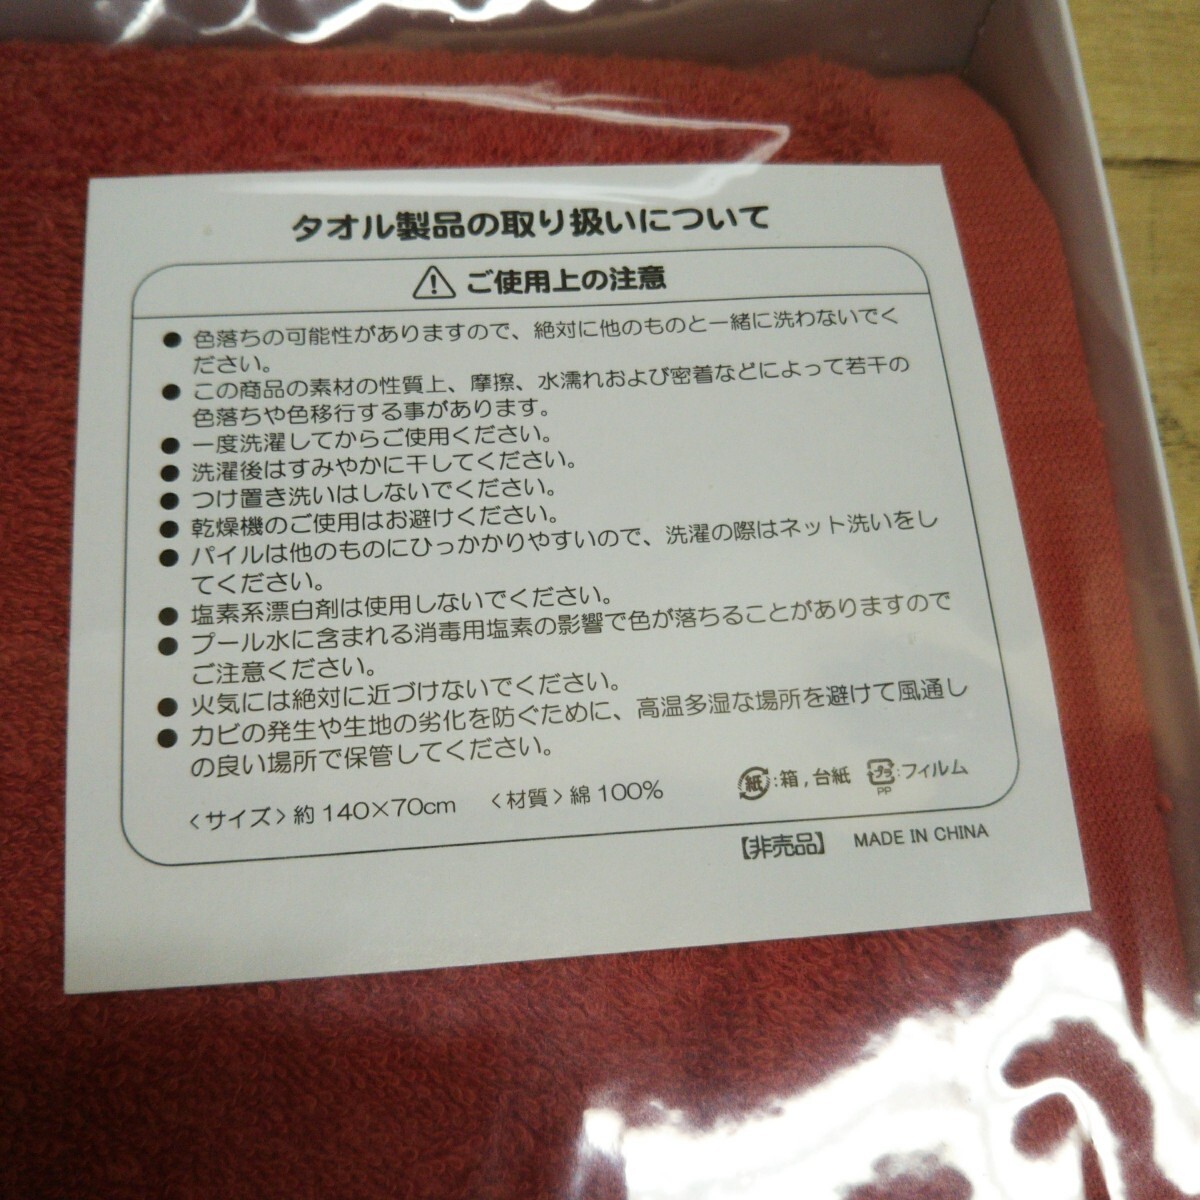 タオル製品の取り扱いについて
ご使用上の注意
● 色落ちの可能性がありますので、絶対に他のものと一緒に洗わないでく
ださい。
● この商品の素材の性質上、摩擦、水濡れおよび密着などによって若干の
色落ちや色移行する事があります。
● 一度洗濯してからご使用ください。
● 洗濯後はすみやかに干してください。
● つけ置き洗いはしないでください。
● 乾燥機のご使用はお避けください。
● パイルは他のものにひっかかりやすいので、洗濯の際はネット洗いをし
てください。
● 塩素系漂白剤は使用しないでください。
● プール水に含まれる消毒用塩素の影響で色が落ちることがありますので
ご注意ください。
● 火気には絶対に近づけないでください。
● カビの発生や生地の劣化を防ぐために、高温多湿な場所を避けて風通し
の良い場所で保管してください。
紙:箱,台紙 プラ:フィルム
PP
〈サイズ〉約140×70cm 〈材質〉綿100%
【非売品】 MADE IN CHINA